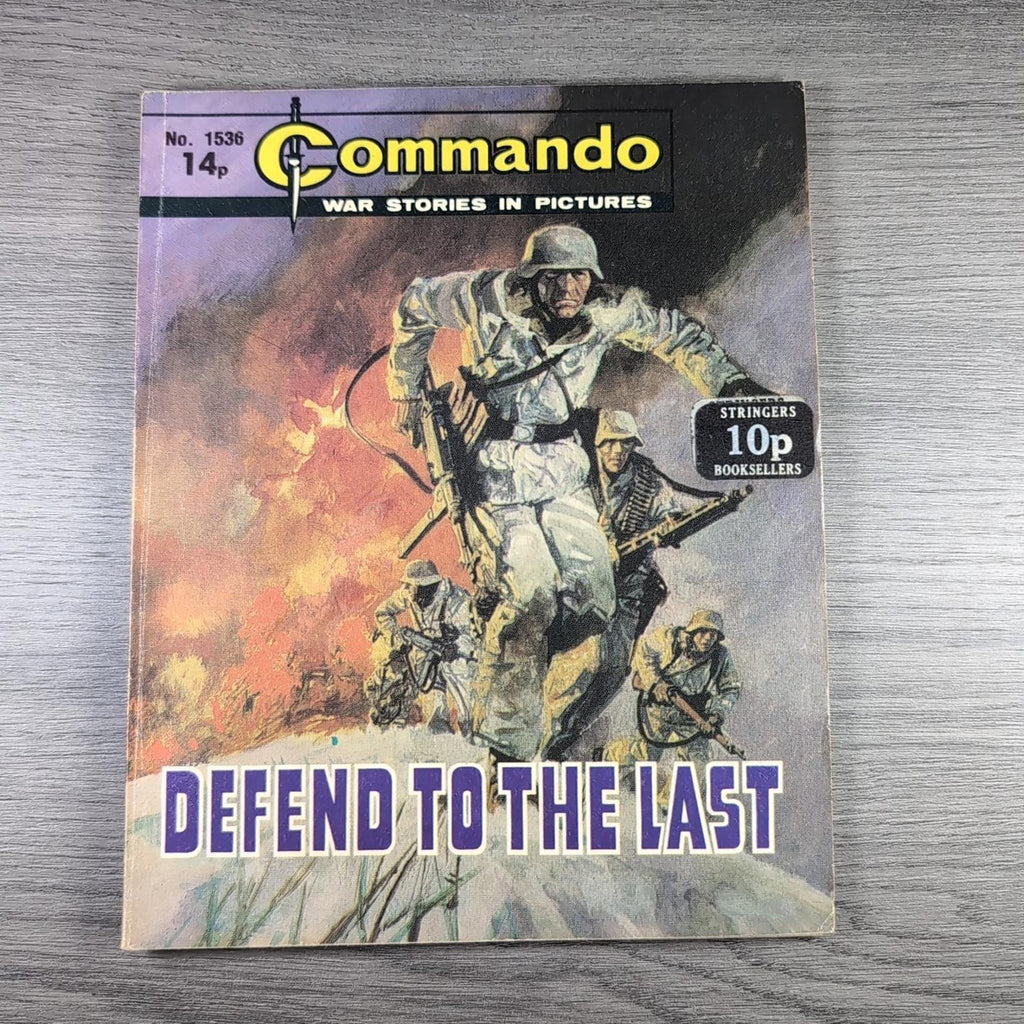 No. 1536
14p
Commando
WAR STORIES IN PICTURES
STRINGERS
10p
BOOKSELLERS
DEFEND TO THE LAST